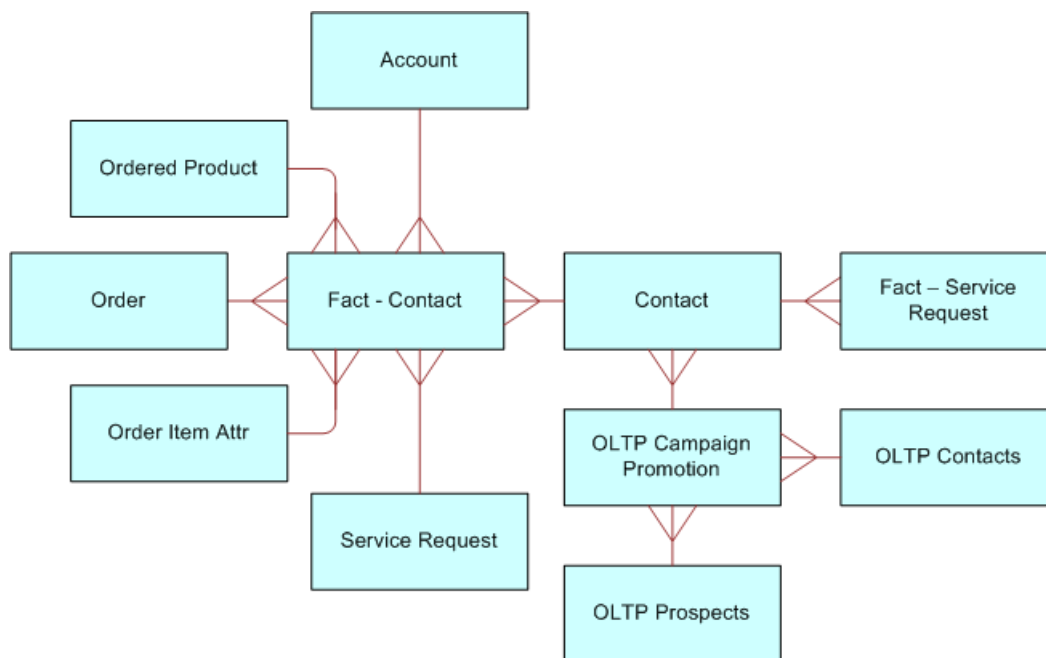 Account
Ordered Product
Order
Fact - Contact
Contact
Fact – Service
Request
Order Item Attr
OLTP Campaign
Promotion
OLTP Contacts
Service Request
OLTP Prospects